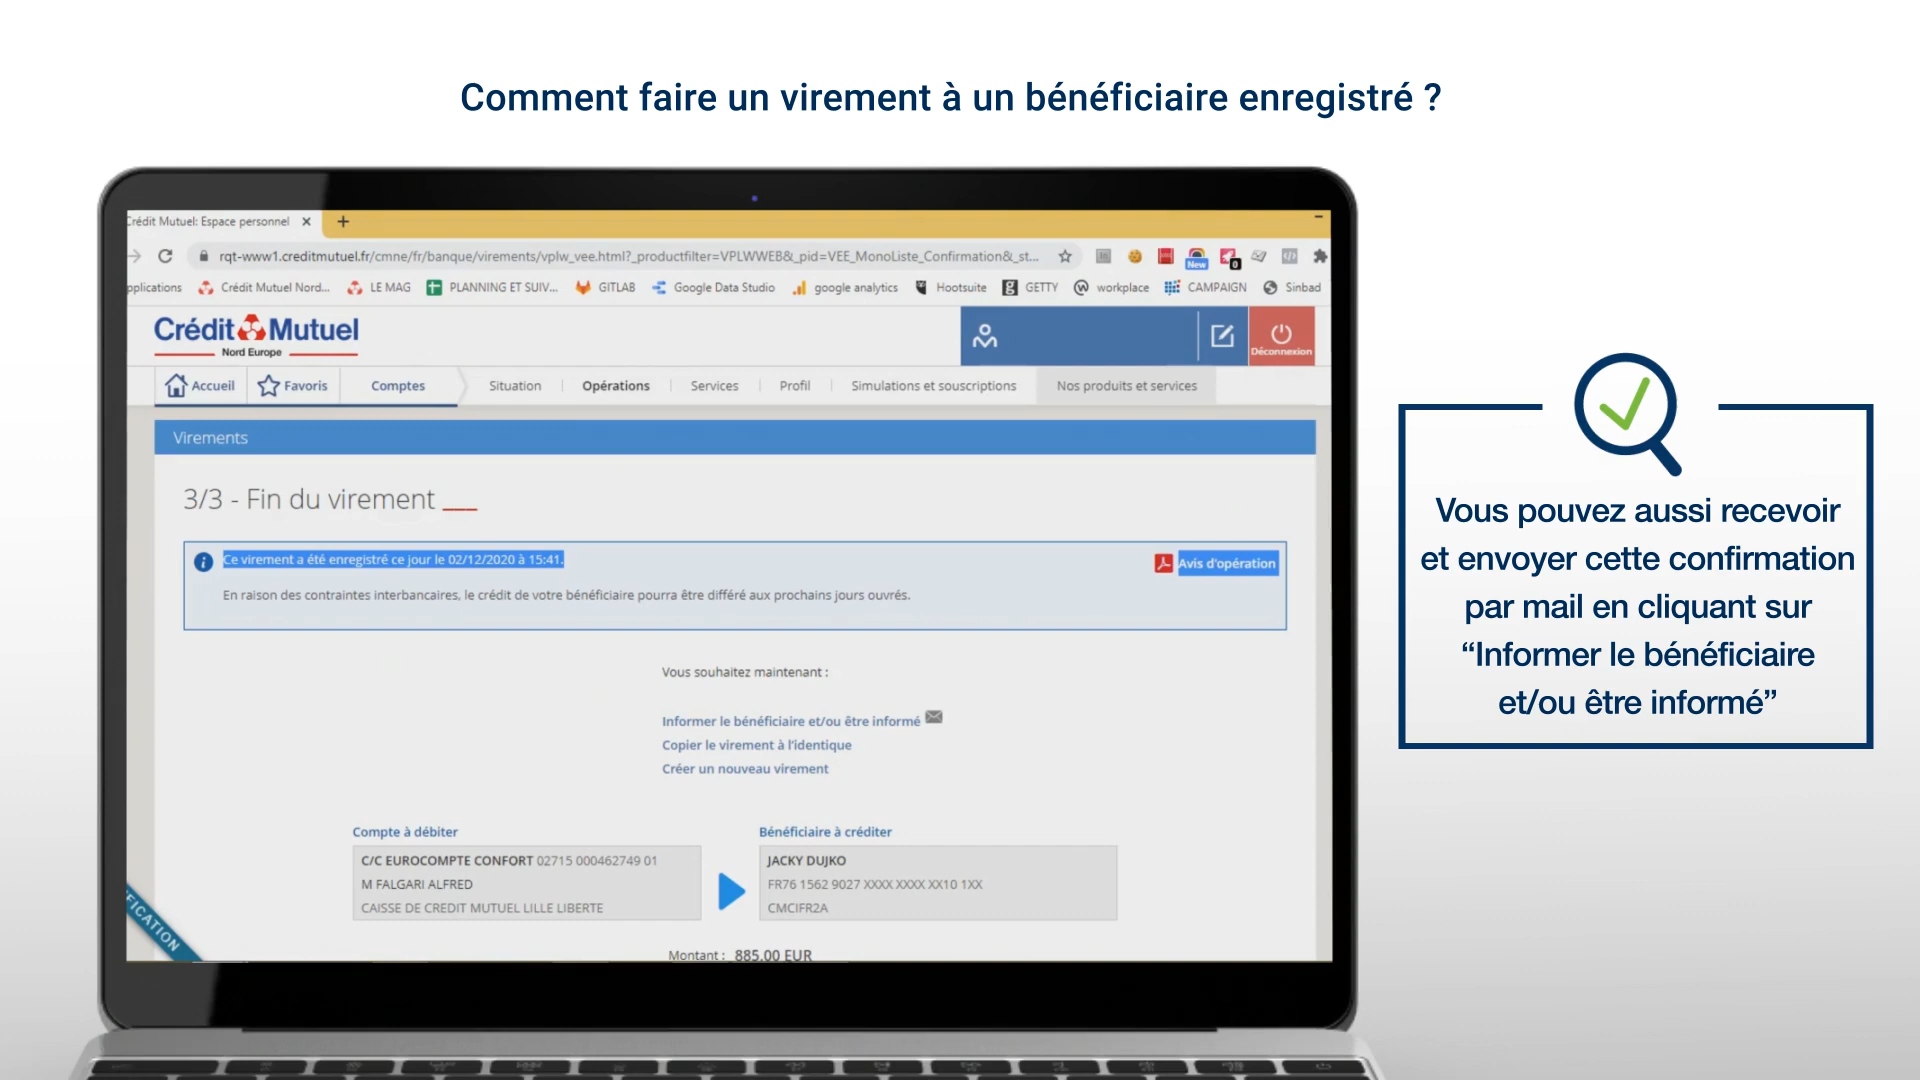 Comment faire un virement à un bénéficiaire enregistré ?
Crédit Mutuel: Espace personnel
rqt-www1.creditmutuel.fr/cmne/fr/banque/virements/vplw_vee.html?_productfilter=VPLWWEB&_pid=VEE_MonoListe_Confirmation&_st...
New
0
pplications Crédit Mutuel Nord... LE MAG PLANNING ET SUIV... GITLAB Google Data Studio google analytics Hootsuite GETTY workplace CAMPAIGN Sinbad
Crédit Mutuel
Nord Europe
Déconnexion
Accueil Favoris Comptes Situation Opérations Services Profil Simulations et souscriptions Nos produits et services
Virements
3/3 - Fin du virement
Ce virement a été enregistré ce jour le 02/12/2020 à 15:41.
Avis d'opération
En raison des contraintes interbancaires, le crédit de votre bénéficiaire pourra être différé aux prochains jours ouvrés.
Vous souhaitez maintenant :
Informer le bénéficiaire et/ou être informé
Copier le virement à l'identique
Créer un nouveau virement
Compte à débiter
C/C EUROCOMPTE CONFORT 02715 000462749 01
M FALGARI ALFRED
CAISSE DE CREDIT MUTUEL LILLE LIBERTE
Bénéficiaire à créditer
JACKY DUJKO
FR76 1562 9027 XXXX XXXX XX10 1XX
CMCIFR2A
Montant : 885.00 EUR
FICATION
Vous pouvez aussi recevoir
et envoyer cette confirmation
par mail en cliquant sur
“Informer le bénéficiaire
et/ou être informé”